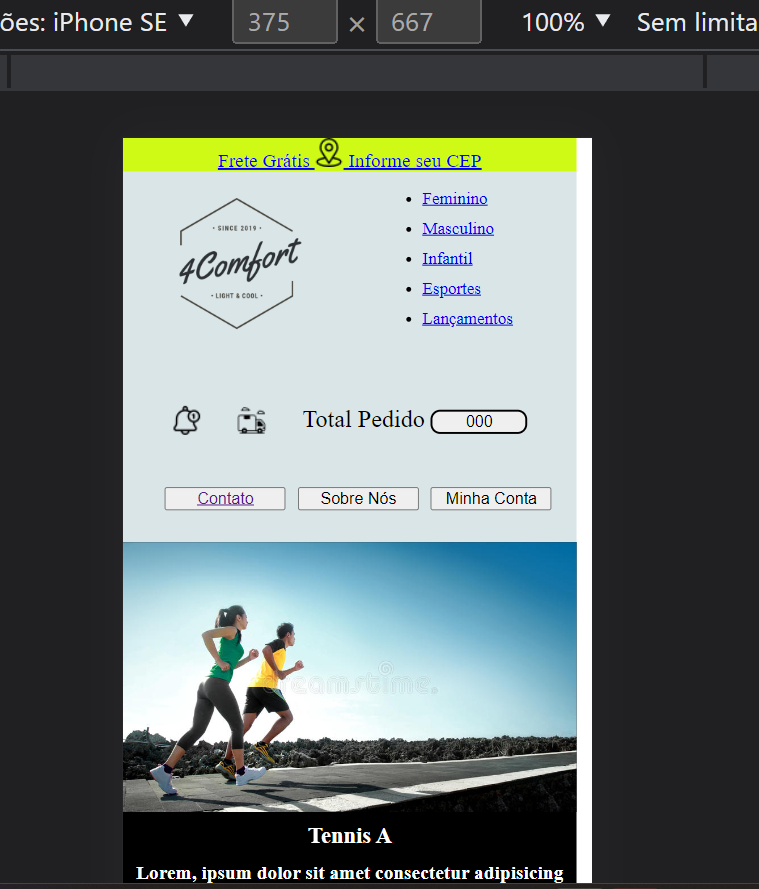 ões: iPhone SE ▼ 375 × 667 100% ▼ Sem limita
Frete Grátis Informe seu CEP
• SINCE 2019 •
4Comfort
• LIGHT & COOL •
• Feminino
• Masculino
• Infantil
• Esportes
• Lançamentos
1
Total Pedido 000
Contato Sobre Nós Minha Conta
dreamstime.
Tennis A
Lorem, ipsum dolor sit amet consectetur adipisicing